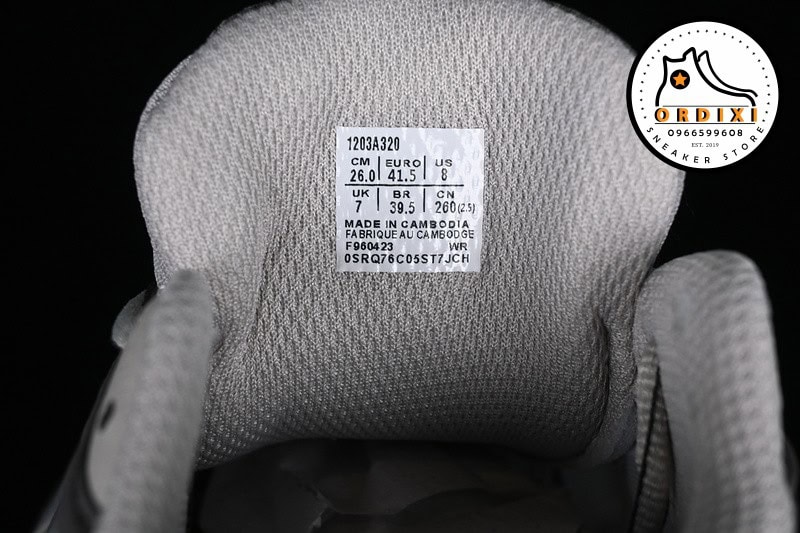 1203A320
CM EURO US
26.0 41.5 8
UK BR CN
7 39.5 260(2.5)
MADE IN CAMBODIA
FABRIQUE AU CAMBODGE
F960423 WR
0SRQ76C05ST7JCH
ORDIXI
0966599608
EST. 2019
SNEAKER STORE